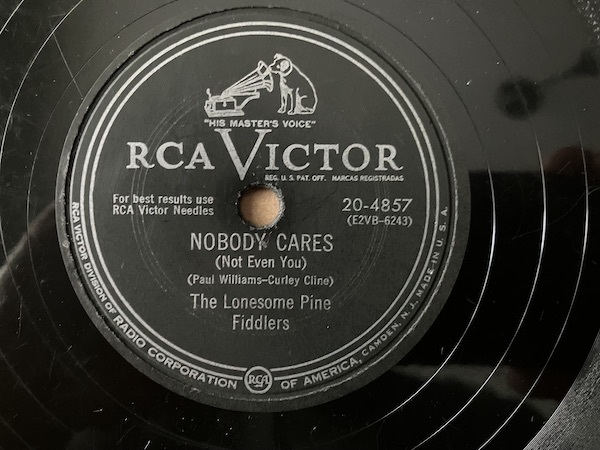 "HIS MASTER'S VOICE"
RCA VICTOR
REG. U. S. PAT. OFF. MARCAS REGISTRADAS
For best results use
RCA Victor Needles
20-4857
(E2VB-6243)
NOBODY CARES
(Not Even You)
(Paul Williams-Curley Cline)
The Lonesome Pine
Fiddlers
RCA VICTOR DIVISION OF RADIO CORPORATION OF AMERICA, CAMDEN, N. J. MADE IN U. S. A.
RCA